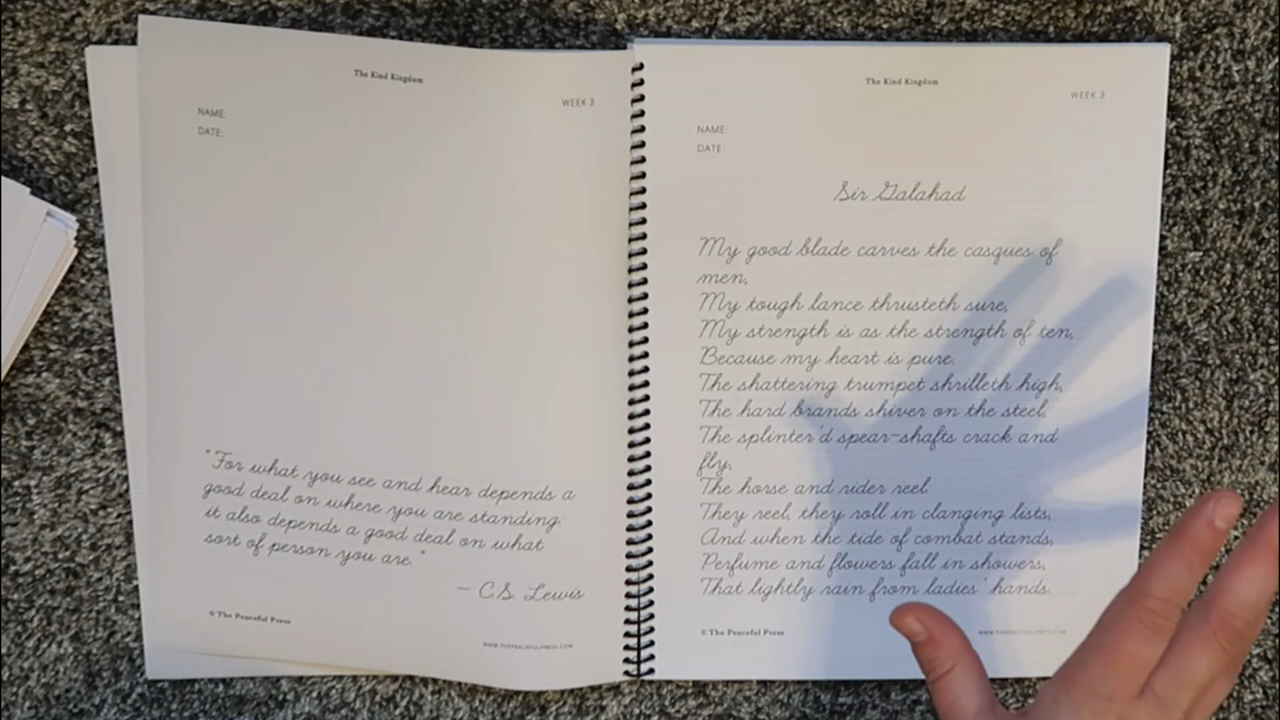 The Kind Kingdom
WEEK 3
NAME:
DATE:
"For what you see and hear depends a
good deal on where you are standing:
it also depends a good deal on what
sort of person you are."
— C.S. Lewis
© The Peaceful Press
WWW.THEPEACEFULPRESS.COM
The Kind Kingdom
WEEK 3
NAME:
DATE:
Sir Galahad
My good blade carves the casques of
men,
My tough lance thrusteth sure,
My strength is as the strength of ten,
Because my heart is pure.
The shattering trumpet shrilleth high,
The hard brands shiver on the steel,
The splinter'd spear-shafts crack and
fly,
The horse and rider reel:
They reel, they roll in clanging lists,
And when the tide of combat stands,
Perfume and flowers fall in showers,
That lightly rain from ladies' hands.
© The Peaceful Press
WWW.THEPEACEFULPRESS.COM